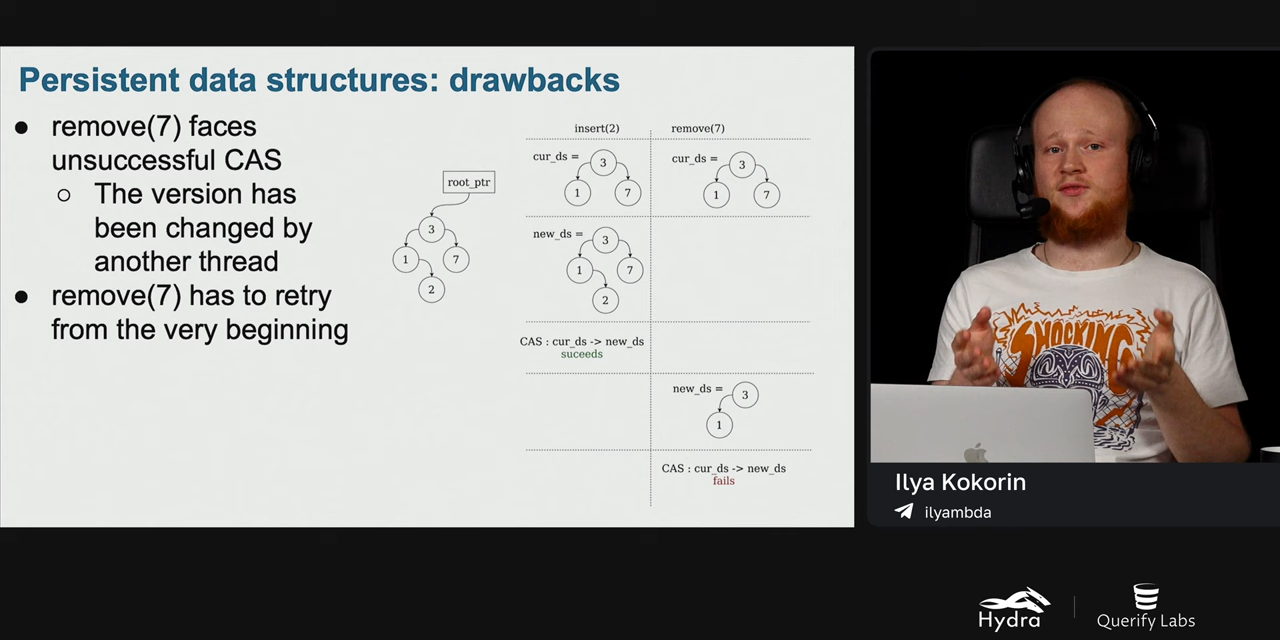 Persistent data structures: drawbacks
● remove(7) faces
unsuccessful CAS
○ The version has
been changed by
another thread
● remove(7) has to retry
from the very beginning
root_ptr
3
1
7
2
insert(2)
remove(7)
cur_ds =
3
1
7
cur_ds =
3
1
7
new_ds =
3
1
7
2
CAS : cur_ds -> new_ds
suceeds
new_ds =
3
1
CAS : cur_ds -> new_ds
fails
SHOCKING
Ilya Kokorin
ilyambda
Hydra
Querify Labs